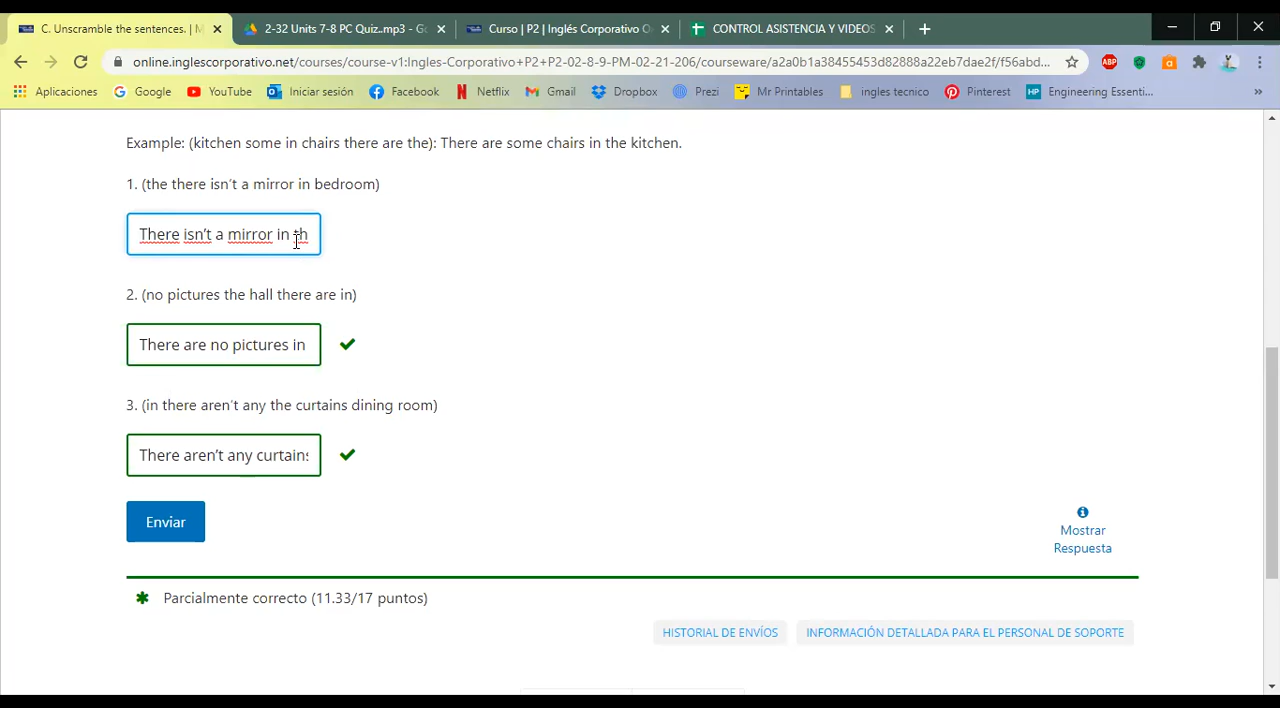 C. Unscramble the sentences. | M
2-32 Units 7-8 PC Quiz..mp3 - Go
Curso | P2 | Inglés Corporativo O
CONTROL ASISTENCIA Y VIDEOS
online.inglescorporativo.net/courses/course-v1:Ingles-Corporativo+P2+P2-02-8-9-PM-02-21-206/courseware/a2a0b1a38455453d82888a22eb7dae2f/f56abd...
ABP
Aplicaciones
Google
YouTube
Iniciar sesión
Facebook
Netflix
Gmail
Dropbox
Prezi
Mr Printables
ingles tecnico
Pinterest
HP
Engineering Essenti...
Example: (kitchen some in chairs there are the): There are some chairs in the kitchen.
1. (the there isn't a mirror in bedroom)
There isn't a mirror in th
2. (no pictures the hall there are in)
There are no pictures in
3. (in there aren't any the curtains dining room)
There aren't any curtains
Enviar
Mostrar
Respuesta
Parcialmente correcto (11.33/17 puntos)
HISTORIAL DE ENVÍOS
INFORMACIÓN DETALLADA PARA EL PERSONAL DE SOPORTE